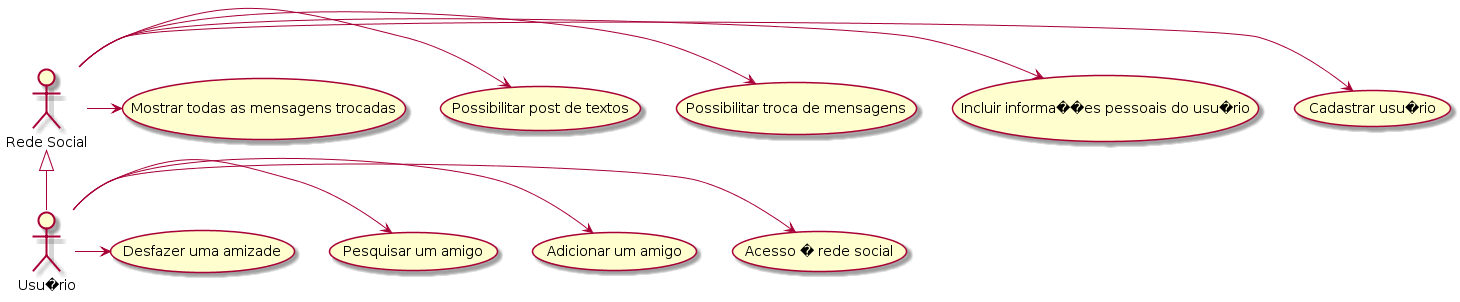 Mostrar todas as mensagens trocadas
Possibilitar post de textos
Possibilitar troca de mensagens
Incluir informa��es pessoais do usu�rio
Cadastrar usu�rio
Rede Social
Desfazer uma amizade
Pesquisar um amigo
Adicionar um amigo
Acesso � rede social
Usu�rio